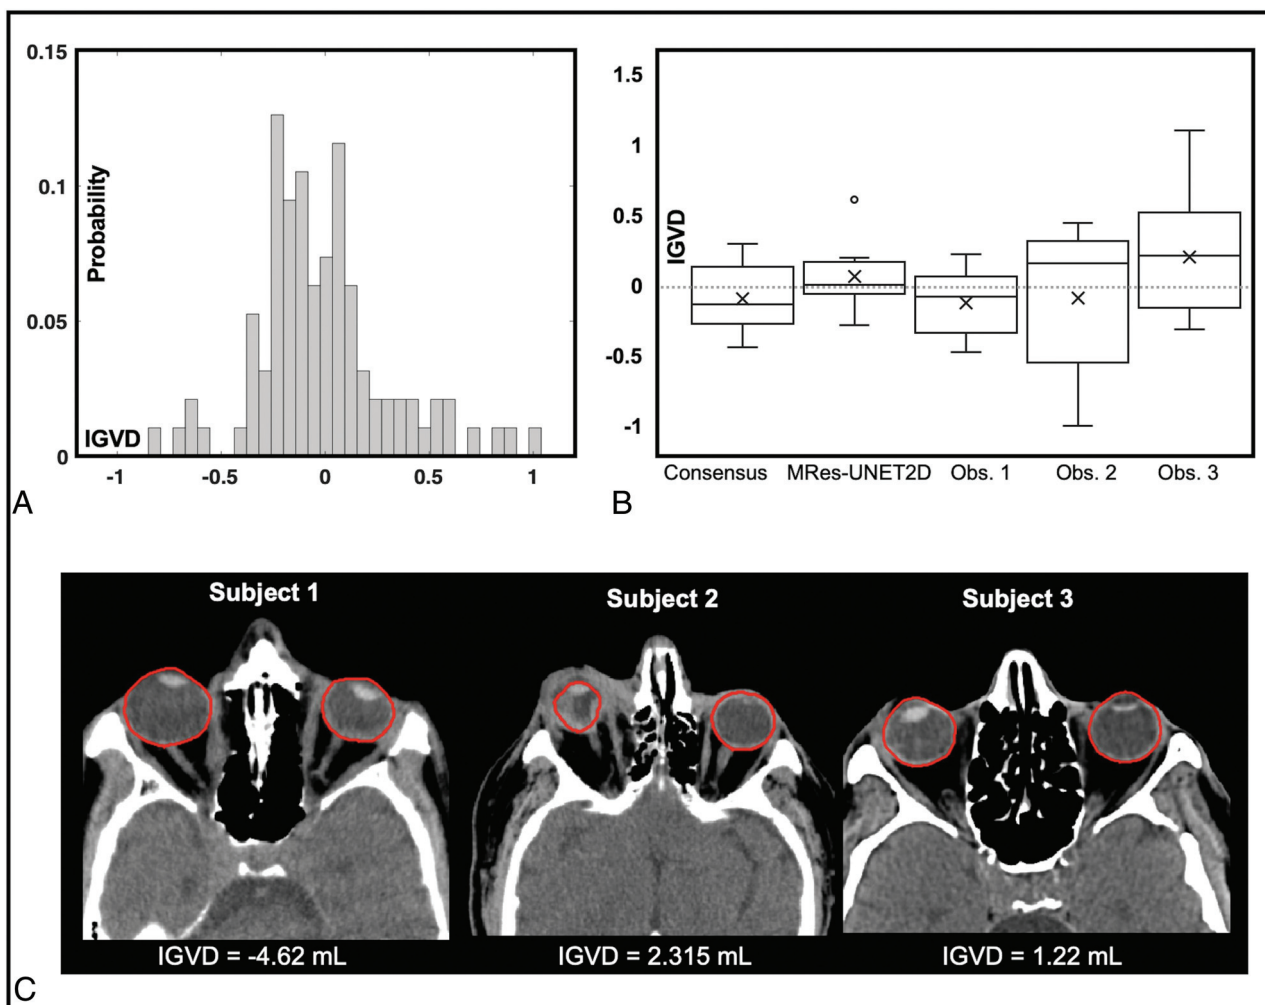 0.15
0.1
0.05
0
Probability
IGVD
-1
-0.5
0
0.5
1
A
1.5
1
0.5
0
-0.5
-1
IGVD
Consensus
MRes-UNET2D
Obs. 1
Obs. 2
Obs. 3
B
Subject 1
Subject 2
Subject 3
IGVD = -4.62 mL
IGVD = 2.315 mL
IGVD = 1.22 mL
C